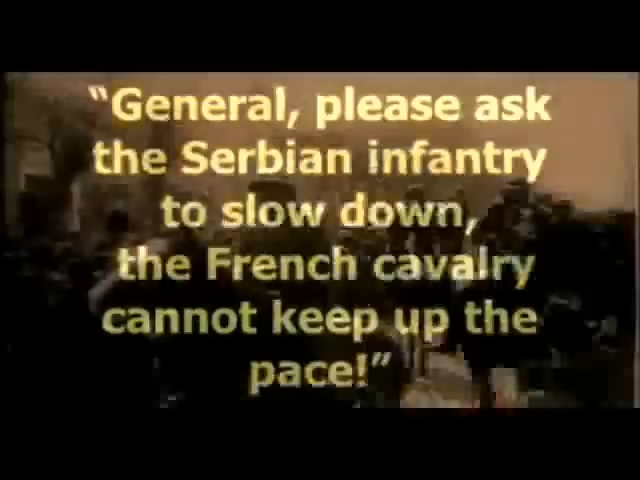 “General, please ask
the Serbian infantry
to slow down,
the French cavalry
cannot keep up the
pace!”